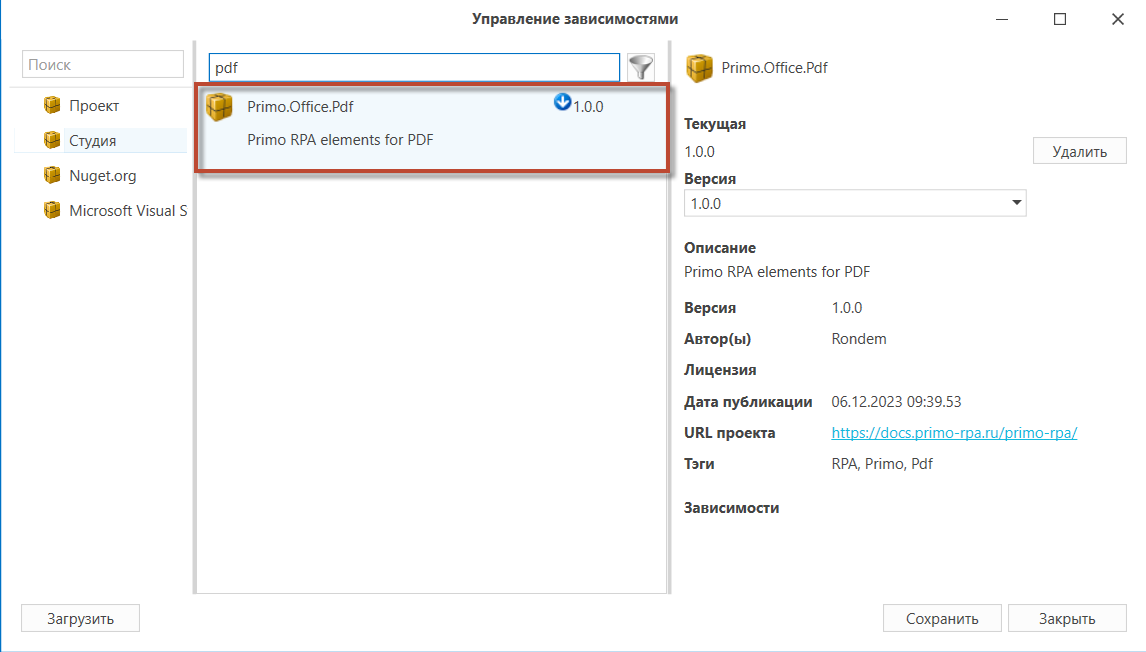 Управление зависимостями
Поиск
Проект
Студия
Nuget.org
Microsoft Visual S
pdf
Primo.Office.Pdf
1.0.0
Primo RPA elements for PDF
Primo.Office.Pdf
Текущая
1.0.0
Удалить
Версия
1.0.0
Описание
Primo RPA elements for PDF
Версия 1.0.0
Автор(ы) Rondem
Лицензия
Дата публикации 06.12.2023 09:39.53
URL проекта https://docs.primo-rpa.ru/primo-rpa/
Тэги RPA, Primo, Pdf
Зависимости
Загрузить
Сохранить
Закрыть